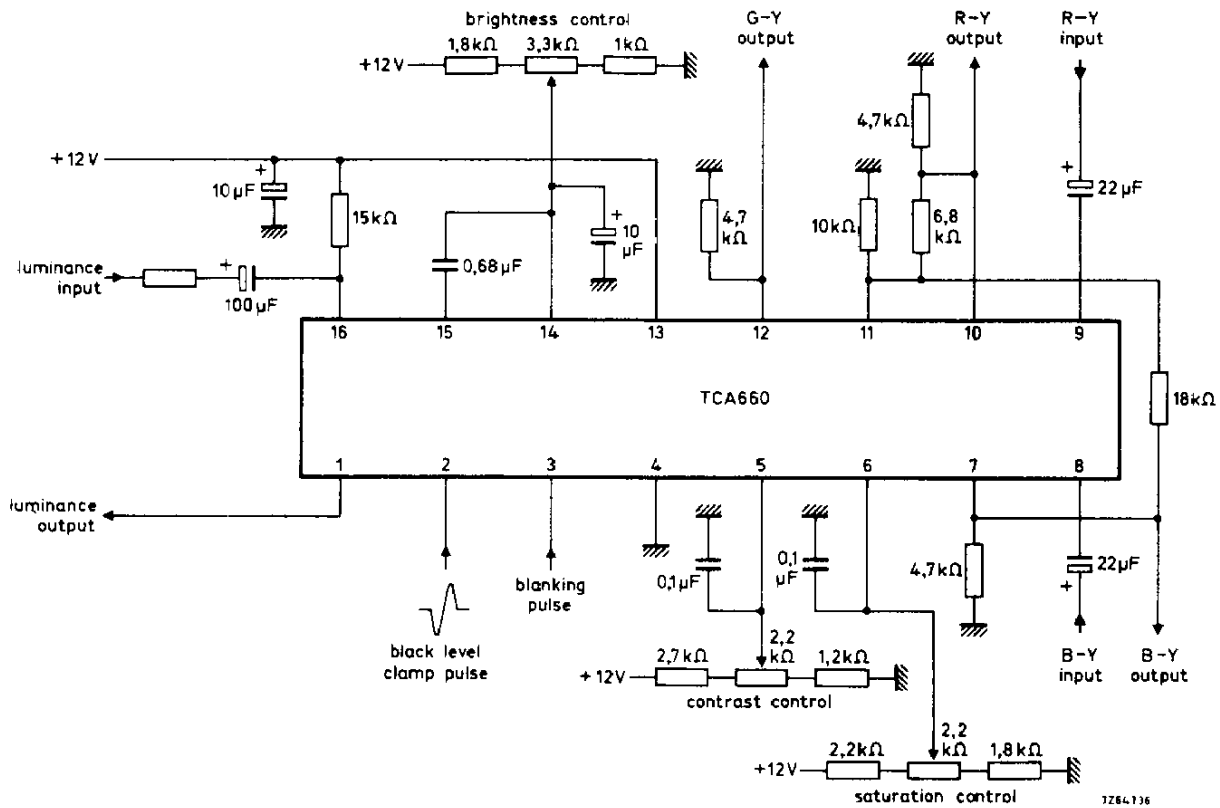 brightness control
1,8kΩ 3,3kΩ 1kΩ
+12V
G-Y
output
R-Y
output
R-Y
input
+12V
+
10µF
15kΩ
0,68µF
+
10
µF
4,7
kΩ
4,7kΩ
10kΩ
6,8
kΩ
+
22µF
luminance
input
+
100µF
16 15 14 13 12 11 10 9
TCA660
18kΩ
1 2 3 4 5 6 7 8
luminance
output
black level
clamp pulse
blanking
pulse
0,1µF
0,1
µF
4,7kΩ
22µF
+
2,7kΩ
2,2
kΩ
1,2kΩ
+12V
contrast control
B-Y
input
B-Y
output
2,2kΩ
2,2
kΩ
1,8kΩ
+12V
saturation control
7Z64736